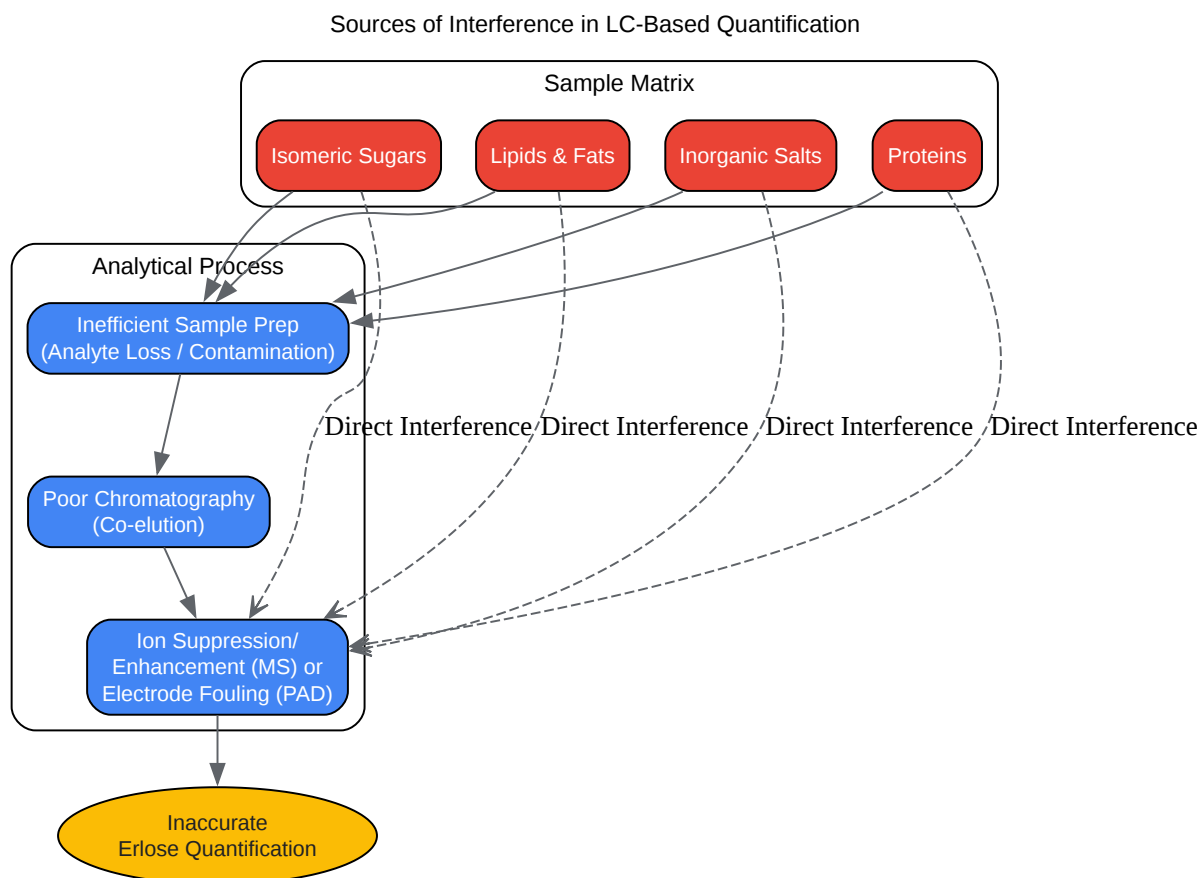 Sources of Interference in LC-Based Quantification
Sample Matrix
Isomeric Sugars
Lipids & Fats
Inorganic Salts
Proteins
Analytical Process
Inefficient Sample Prep
(Analyte Loss / Contamination)
Direct Interference
Direct Interference
Direct Interference
Direct Interference
Poor Chromatography
(Co-elution)
Ion Suppression/
Enhancement (MS) or
Electrode Fouling (PAD)
Inaccurate
Erlose Quantification